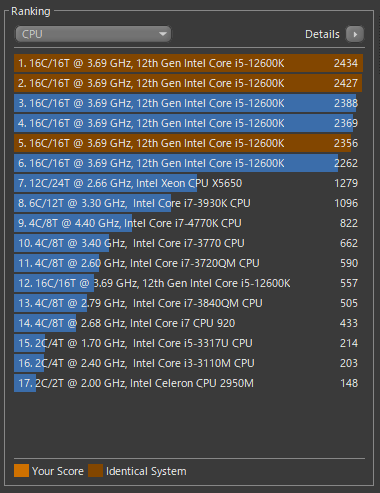 Ranking
CPU Details
1. 16C/16T @ 3.69 GHz, 12th Gen Intel Core i5-12600K 2434
2. 16C/16T @ 3.69 GHz, 12th Gen Intel Core i5-12600K 2427
3. 16C/16T @ 3.69 GHz, 12th Gen Intel Core i5-12600K 2388
4. 16C/16T @ 3.69 GHz, 12th Gen Intel Core i5-12600K 2369
5. 16C/16T @ 3.69 GHz, 12th Gen Intel Core i5-12600K 2356
6. 16C/16T @ 3.69 GHz, 12th Gen Intel Core i5-12600K 2262
7. 12C/24T @ 2.66 GHz, Intel Xeon CPU X5650 1279
8. 6C/12T @ 3.30 GHz, Intel Core i7-3930K CPU 1096
9. 4C/8T @ 4.40 GHz, Intel Core i7-4770K CPU 822
10. 4C/8T @ 3.40 GHz, Intel Core i7-3770 CPU 662
11. 4C/8T @ 2.60 GHz, Intel Core i7-3720QM CPU 590
12. 16C/16T @ 3.69 GHz, 12th Gen Intel Core i5-12600K 557
13. 4C/8T @ 2.79 GHz, Intel Core i7-3840QM CPU 505
14. 4C/8T @ 2.68 GHz, Intel Core i7 CPU 920 433
15. 2C/4T @ 1.70 GHz, Intel Core i5-3317U CPU 214
16. 2C/4T @ 2.40 GHz, Intel Core i3-3110M CPU 203
17. 2C/2T @ 2.00 GHz, Intel Celeron CPU 2950M 148
Your Score Identical System